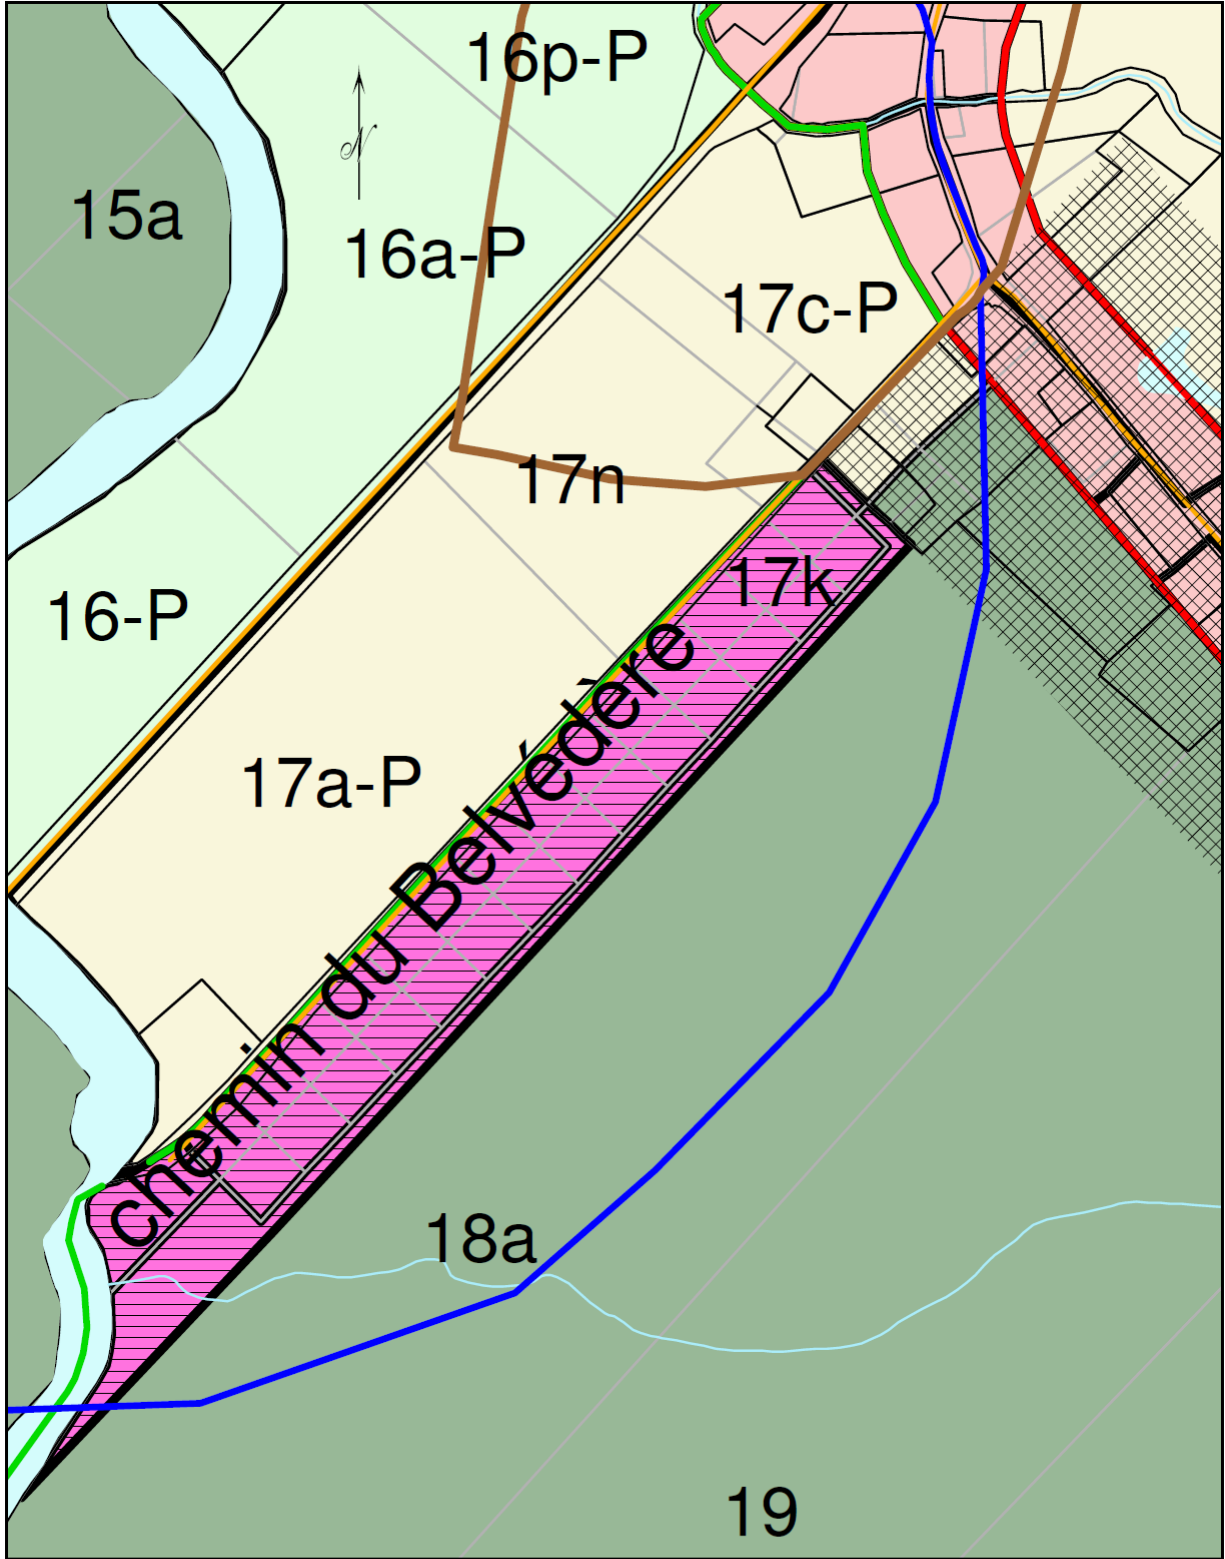 16p-P
N
15a
16a-P
17c-P
17n
17k
16-P
17a-P
chemin du Belvédère
18a
19